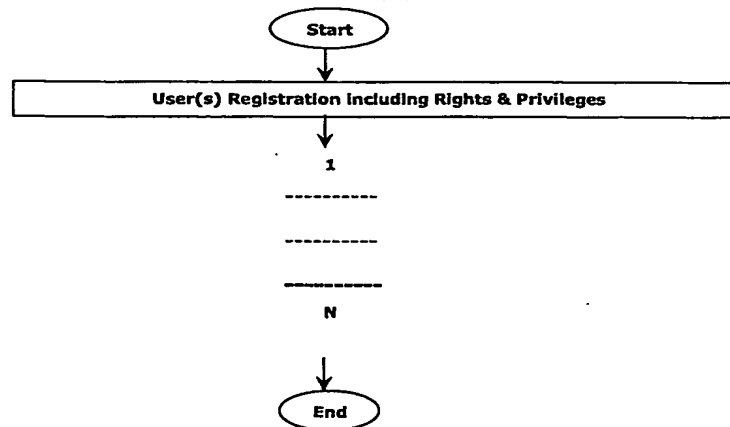 Start
User(s) Registration including Rights & Privileges
1
----------
----------
----------
N
End